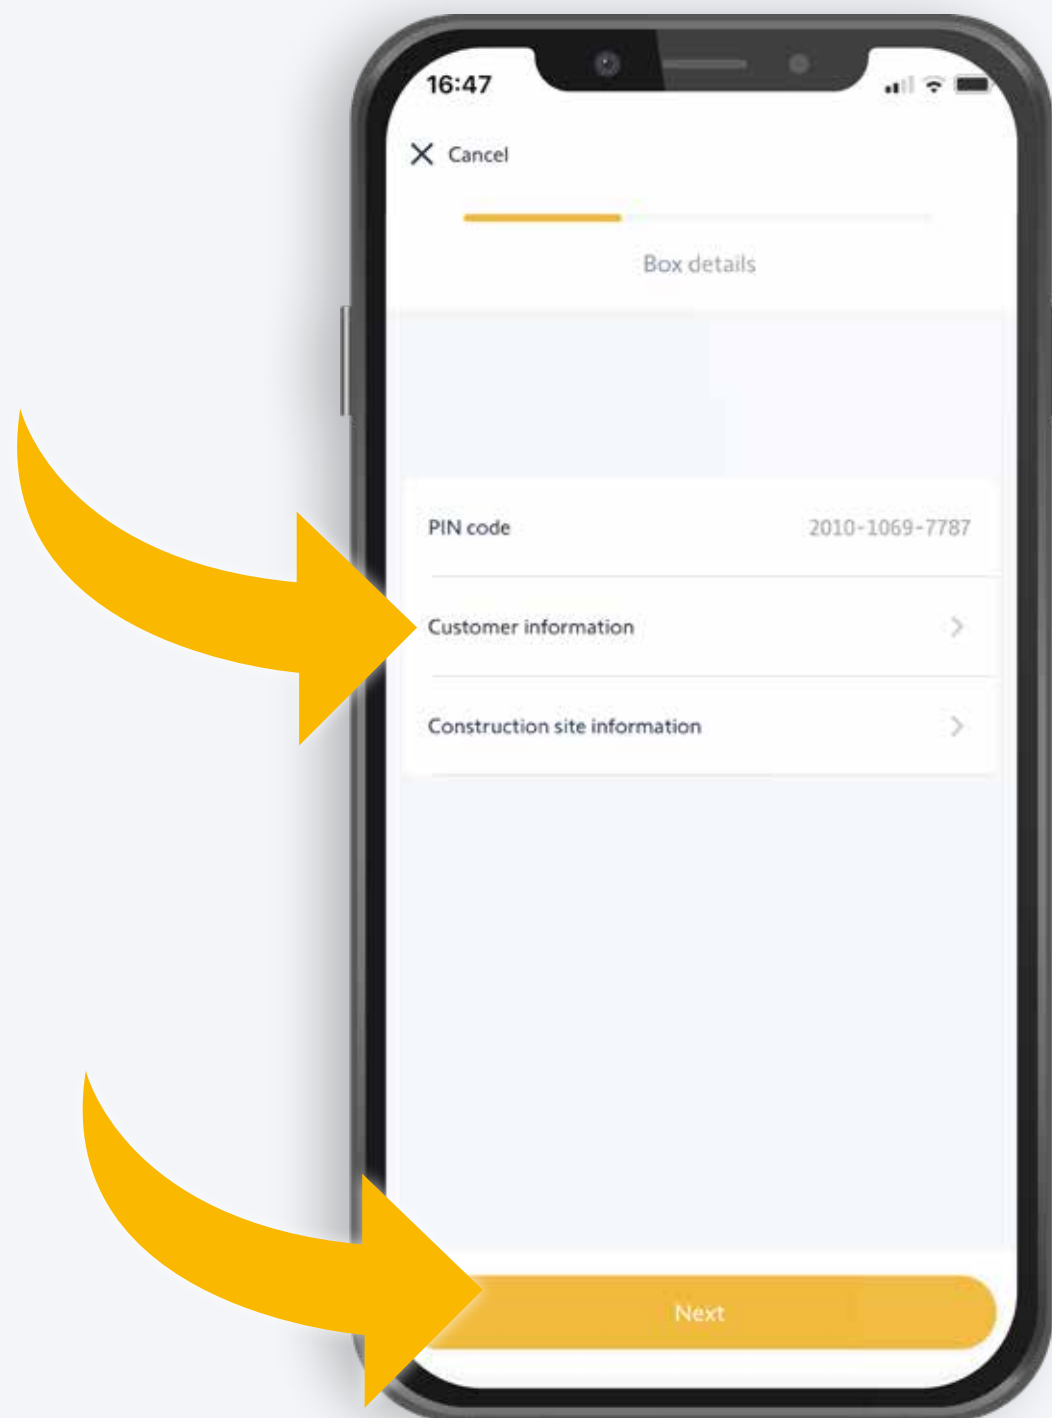 16:47
Cancel
Box details
PIN code 2010-1069-7787
Customer information
Construction site information
Next